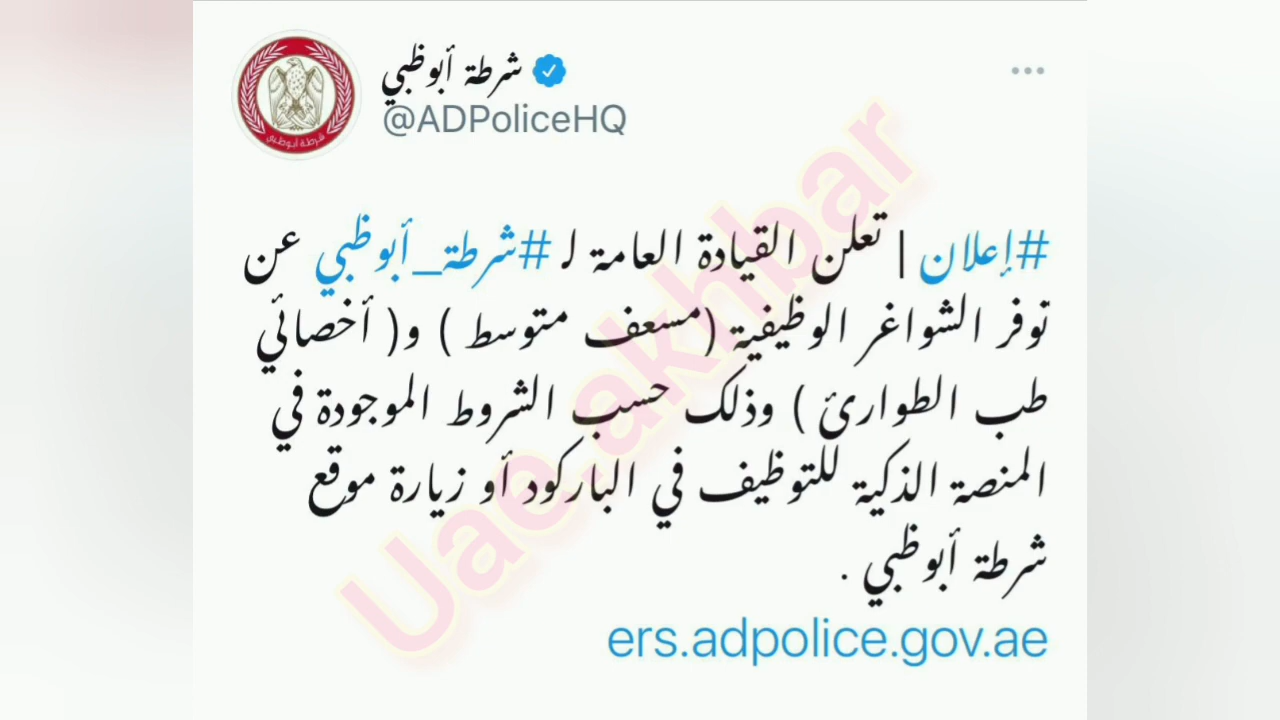 شرطة أبوظبي
@ADPoliceHQ
شرطة أبوظبي
#إعلان | تعلن القيادة العامة لـ #شرطة_أبوظبي عن
توفر الشواغر الوظيفية (مسعف متوسط ) و( أخصائي
طب الطوارئ ) وذلك حسب الشروط الموجودة في
المنصة الذكية للتوظيف في الباركود أو زيارة موقع
شرطة أبوظبي .
ers.adpolice.gov.ae
Uae.akhbar